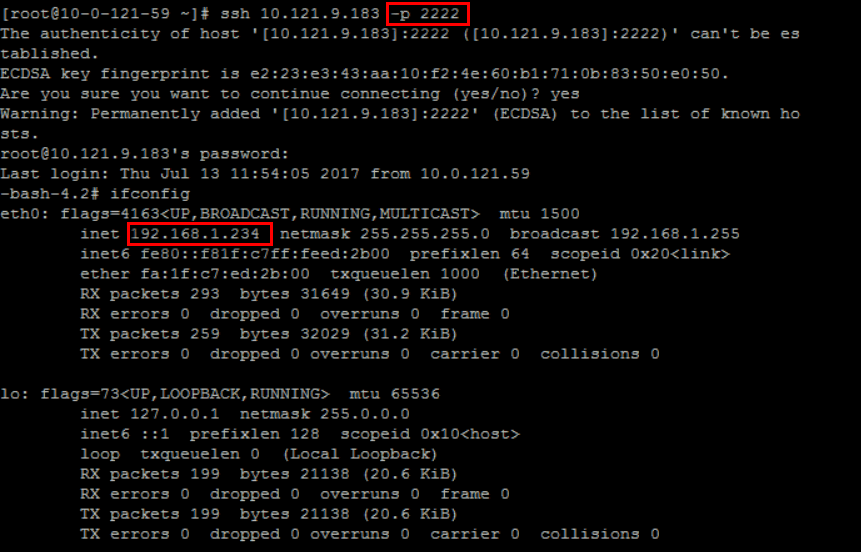 [root@10-0-121-59 ~]# ssh 10.121.9.183 -p 2222
The authenticity of host '[10.121.9.183]:2222 ([10.121.9.183]:2222)' can't be es
tablished.
ECDSA key fingerprint is e2:23:e3:43:aa:10:f2:4e:60:b1:71:0b:83:50:e0:50.
Are you sure you want to continue connecting (yes/no)? yes
Warning: Permanently added '[10.121.9.183]:2222' (ECDSA) to the list of known ho
sts.
root@10.121.9.183's password:
Last login: Thu Jul 13 11:54:05 2017 from 10.0.121.59
-bash-4.2# ifconfig
eth0: flags=4163<UP,BROADCAST,RUNNING,MULTICAST>  mtu 1500
        inet 192.168.1.234  netmask 255.255.255.0  broadcast 192.168.1.255
        inet6 fe80::f81f:c7ff:feed:2b00  prefixlen 64  scopeid 0x20<link>
        ether fa:1f:c7:ed:2b:00  txqueuelen 1000  (Ethernet)
        RX packets 293  bytes 31649 (30.9 KiB)
        RX errors 0  dropped 0  overruns 0  frame 0
        TX packets 259  bytes 32029 (31.2 KiB)
        TX errors 0  dropped 0 overruns 0  carrier 0  collisions 0
lo: flags=73<UP,LOOPBACK,RUNNING>  mtu 65536
        inet 127.0.0.1  netmask 255.0.0.0
        inet6 ::1  prefixlen 128  scopeid 0x10<host>
        loop  txqueuelen 0  (Local Loopback)
        RX packets 199  bytes 21138 (20.6 KiB)
        RX errors 0  dropped 0  overruns 0  frame 0
        TX packets 199  bytes 21138 (20.6 KiB)
        TX errors 0  dropped 0 overruns 0  carrier 0  collisions 0